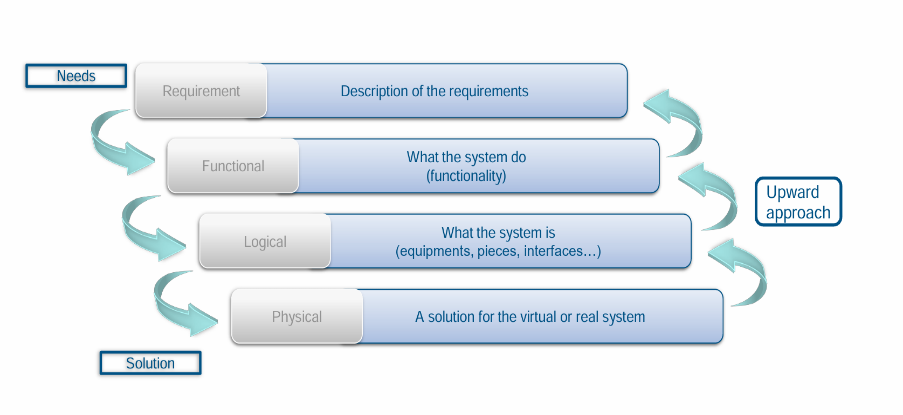 Needs
Requirement
Description of the requirements
Functional
What the system do
(functionality)
Upward
approach
Logical
What the system is
(equipments, pieces, interfaces…)
Physical
A solution for the virtual or real system
Solution